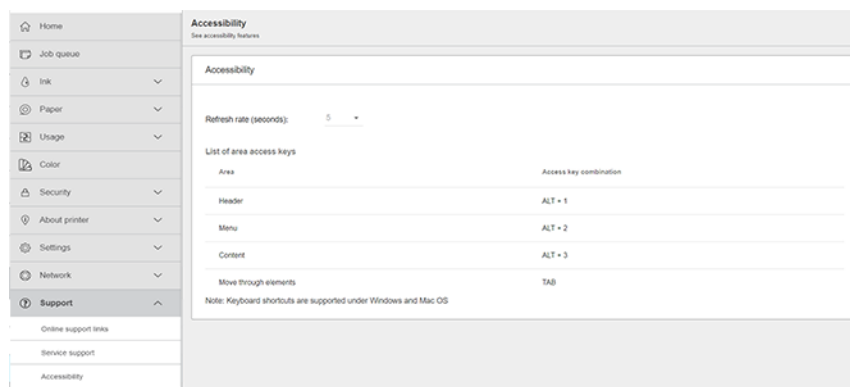 Home
Job queue
Ink
Paper
Usage
Color
Security
About printer
Settings
Network
Support
Online support links
Service support
Accessibility
Accessibility
See accessibility features
Accessibility
Refresh rate (seconds): 5
List of area access keys
Area Access key combination
Header ALT + 1
Menu ALT + 2
Content ALT + 3
Move through elements TAB
Note: Keyboard shortcuts are supported under Windows and Mac OS